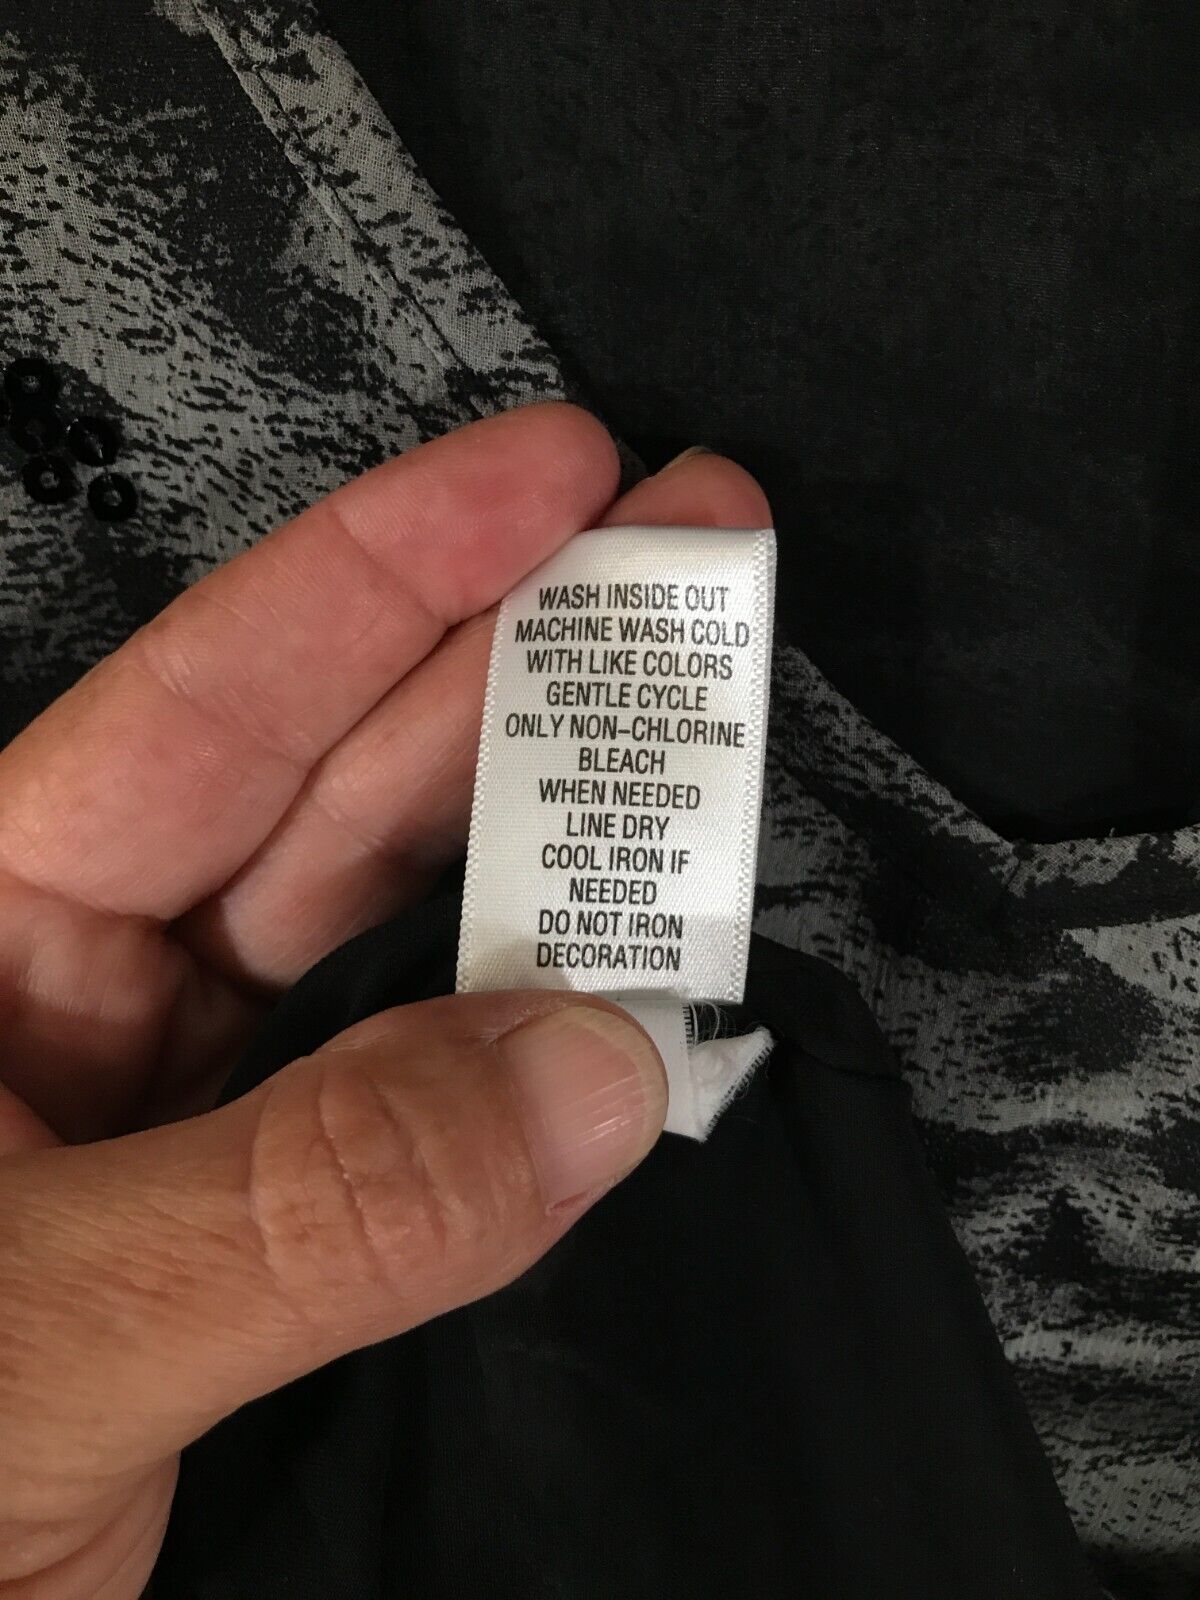 WASH INSIDE OUT
MACHINE WASH COLD
WITH LIKE COLORS
GENTLE CYCLE
ONLY NON-CHLORINE
BLEACH
WHEN NEEDED
LINE DRY
COOL IRON IF
NEEDED
DO NOT IRON
DECORATION